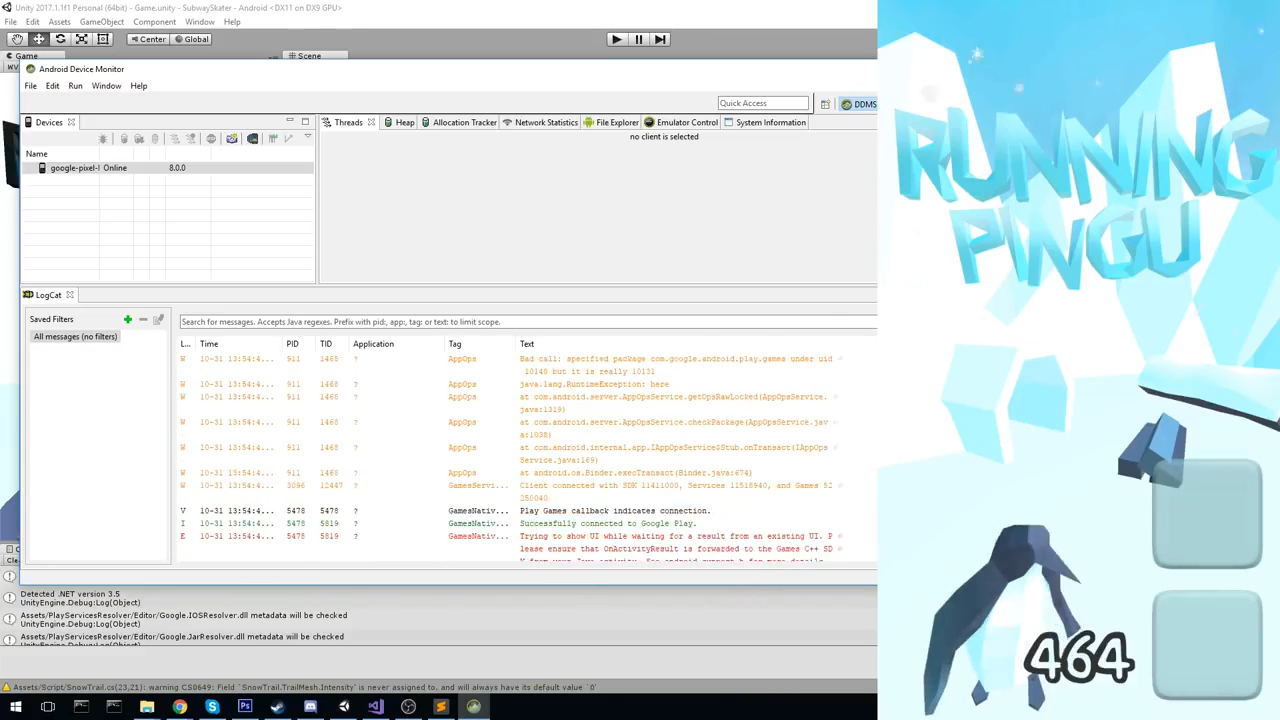 Unity 2017.1.1f1 Personal (64bit) - Game.unity - SubwaySkater - Android <DX11 on DX9 GPU>
File Edit Assets GameObject Component Window Help
Center Global
Game Scene
Android Device Monitor
File Edit Run Window Help
Quick Access DDMS
Devices
Threads Heap Allocation Tracker Network Statistics File Explorer Emulator Control System Information
no client is selected
Name
google-pixel-l Online 8.0.0
LogCat
Saved Filters
All messages (no filters)
Search for messages. Accepts Java regexes. Prefix with pid:, app:, tag: or text: to limit scope.
L... Time PID TID Application Tag Text
W 10-31 13:54:4... 911 1468 ? AppOps Bad call: specified package com.google.android.play.games under uid
10148 but it is really 10131
W 10-31 13:54:4... 911 1468 ? AppOps java.lang.RuntimeException: here
W 10-31 13:54:4... 911 1468 ? AppOps at com.android.server.AppOpsService.getOpsRawLocked(AppOpsService.
java:1319)
W 10-31 13:54:4... 911 1468 ? AppOps at com.android.server.AppOpsService.checkPackage(AppOpsService.jav
a:1038)
W 10-31 13:54:4... 911 1468 ? AppOps at com.android.internal.app.IAppOpsService$Stub.onTransact(IAppOps
Service.java:169)
W 10-31 13:54:4... 911 1468 ? AppOps at android.os.Binder.execTransact(Binder.java:674)
W 10-31 13:54:4... 3096 12447 ? GamesServi... Client connected with SDK 11411000, Services 11518940, and Games 52
250040
V 10-31 13:54:4... 5478 5478 ? GamesNativ... Play Games callback indicates connection.
I 10-31 13:54:4... 5478 5819 ? GamesNativ... Successfully connected to Google Play.
E 10-31 13:54:4... 5478 5819 ? GamesNativ... Trying to show UI while waiting for a result from an existing UI. P
lease ensure that OnActivityResult is forwarded to the Games C++ SD
Detected .NET version 3.5
UnityEngine.Debug:Log(Object)
Assets/PlayServicesResolver/Editor/Google.IOSResolver.dll metadata will be checked
UnityEngine.Debug:Log(Object)
Assets/PlayServicesResolver/Editor/Google.JarResolver.dll metadata will be checked
UnityEngine.Debug:Log(Object)
Assets/Script/SnowTrail.cs(23,21): warning CS0649: Field `SnowTrail.TrailMesh.Intensity' is never assigned to, and will always have its default value `0'
RUNNING
PINGU
464